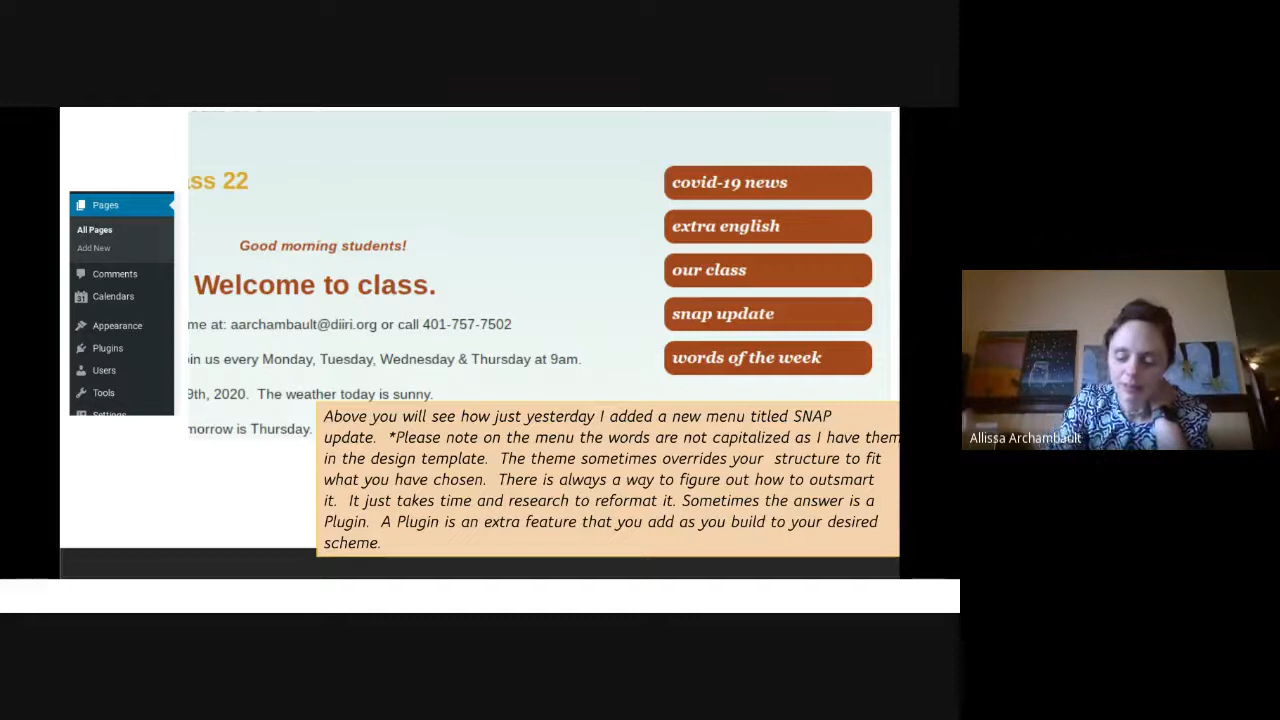 ss 22
Good morning students!
Welcome to class.
me at: aarchambault@diiri.org or call 401-757-7502
in us every Monday, Tuesday, Wednesday & Thursday at 9am.
9th, 2020. The weather today is sunny.
morrow is Thursday.
Pages
All Pages
Add New
Comments
Calendars
Appearance
Plugins
Users
Tools
Settings
covid-19 news
extra english
our class
snap update
words of the week
Above you will see how just yesterday I added a new menu titled SNAP
update. *Please note on the menu the words are not capitalized as I have them
in the design template. The theme sometimes overrides your structure to fit
what you have chosen. There is always a way to figure out how to outsmart
it. It just takes time and research to reformat it. Sometimes the answer is a
Plugin. A Plugin is an extra feature that you add as you build to your desired
scheme.
Allissa Archambault